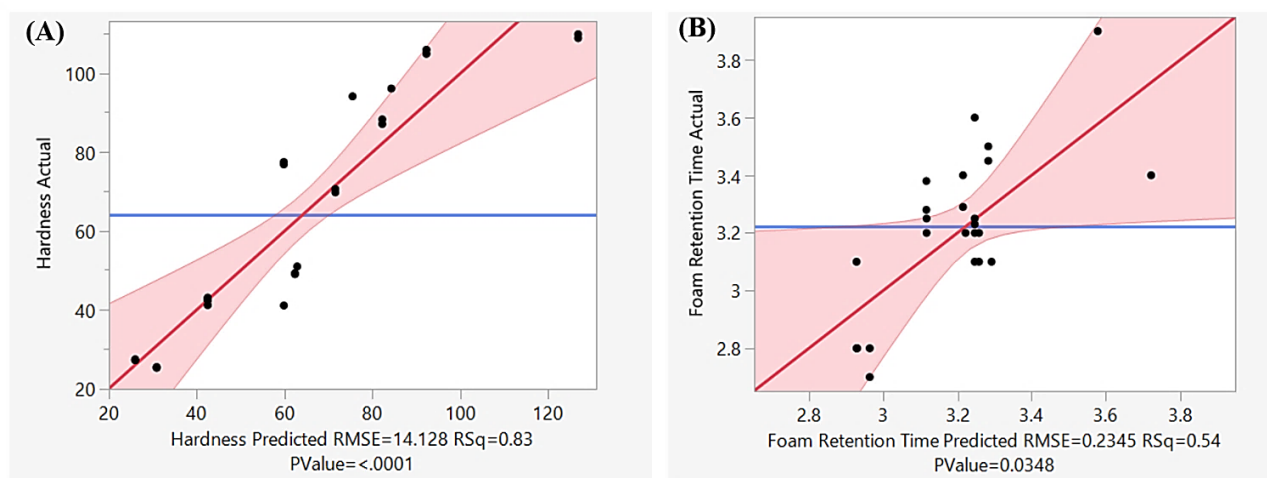 (A)
Hardness Actual
100
80
60
40
20
20 40 60 80 100 120
Hardness Predicted RMSE=14.128 RSq=0.83
PValue=<.0001
(B)
Foam Retention Time Actual
3.8
3.6
3.4
3.2
3
2.8
2.8 3 3.2 3.4 3.6 3.8
Foam Retention Time Predicted RMSE=0.2345 RSq=0.54
PValue=0.0348